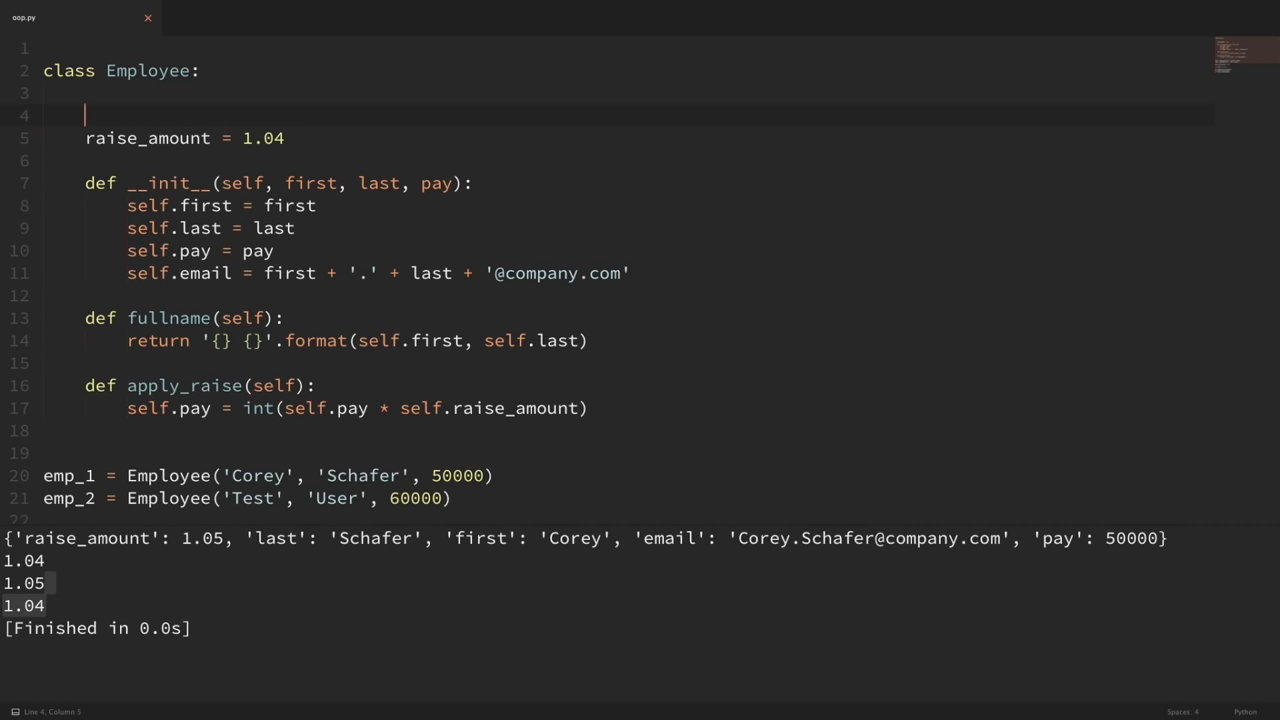 oop.py
1
2 class Employee:
3
4
5     raise_amount = 1.04
6
7     def __init__(self, first, last, pay):
8         self.first = first
9         self.last = last
10         self.pay = pay
11         self.email = first + '.' + last + '@company.com'
12
13     def fullname(self):
14         return '{} {}'.format(self.first, self.last)
15
16     def apply_raise(self):
17         self.pay = int(self.pay * self.raise_amount)
18
19
20 emp_1 = Employee('Corey', 'Schafer', 50000)
21 emp_2 = Employee('Test', 'User', 60000)
22
{'raise_amount': 1.05, 'last': 'Schafer', 'first': 'Corey', 'email': 'Corey.Schafer@company.com', 'pay': 50000}
1.04
1.05
1.04
[Finished in 0.0s]
Line 4, Column 5 Spaces: 4 Python